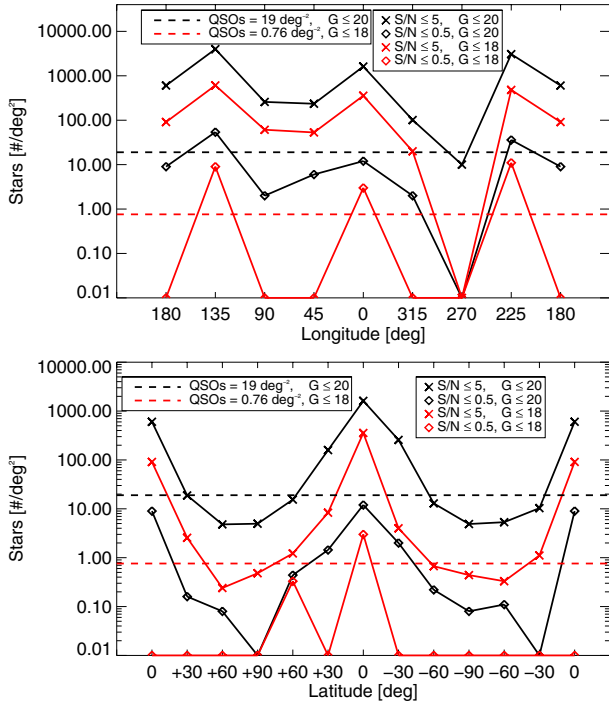 QSOs = 19 deg⁻², G ≤ 20
QSOs = 0.76 deg⁻², G ≤ 18
S/N ≤ 5, G ≤ 20
S/N ≤ 0.5, G ≤ 20
S/N ≤ 5, G ≤ 18
S/N ≤ 0.5, G ≤ 18
10000.00
1000.00
100.00
10.00
1.00
0.10
0.01
Stars [#/deg²]
180 135 90 45 0 315 270 225 180
Longitude [deg]
QSOs = 19 deg⁻², G ≤ 20
QSOs = 0.76 deg⁻², G ≤ 18
S/N ≤ 5, G ≤ 20
S/N ≤ 0.5, G ≤ 20
S/N ≤ 5, G ≤ 18
S/N ≤ 0.5, G ≤ 18
10000.00
1000.00
100.00
10.00
1.00
0.10
0.01
Stars [#/deg²]
0 +30 +60 +90 +60 +30 0 −30 −60 −90 −60 −30 0
Latitude [deg]